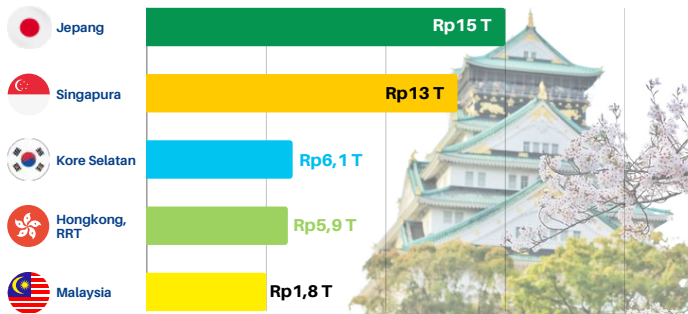 Jepang
Rp15 T
Singapura
Rp13 T
Kore Selatan
Rp6,1 T
Hongkong,
RRT
Rp5,9 T
Malaysia
Rp1,8 T